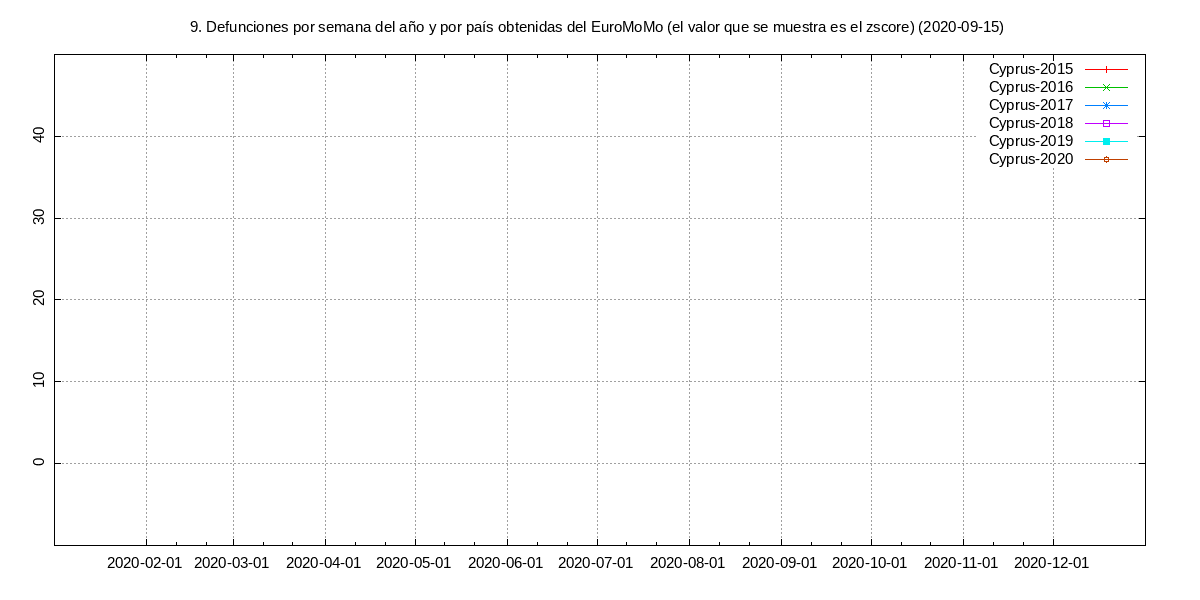 9. Defunciones por semana del año y por país obtenidas del EuroMoMo (el valor que se muestra es el zscore) (2020-09-15)
Cyprus-2015
Cyprus-2016
Cyprus-2017
Cyprus-2018
Cyprus-2019
Cyprus-2020
40
30
20
10
0
2020-02-01 2020-03-01 2020-04-01 2020-05-01 2020-06-01 2020-07-01 2020-08-01 2020-09-01 2020-10-01 2020-11-01 2020-12-01